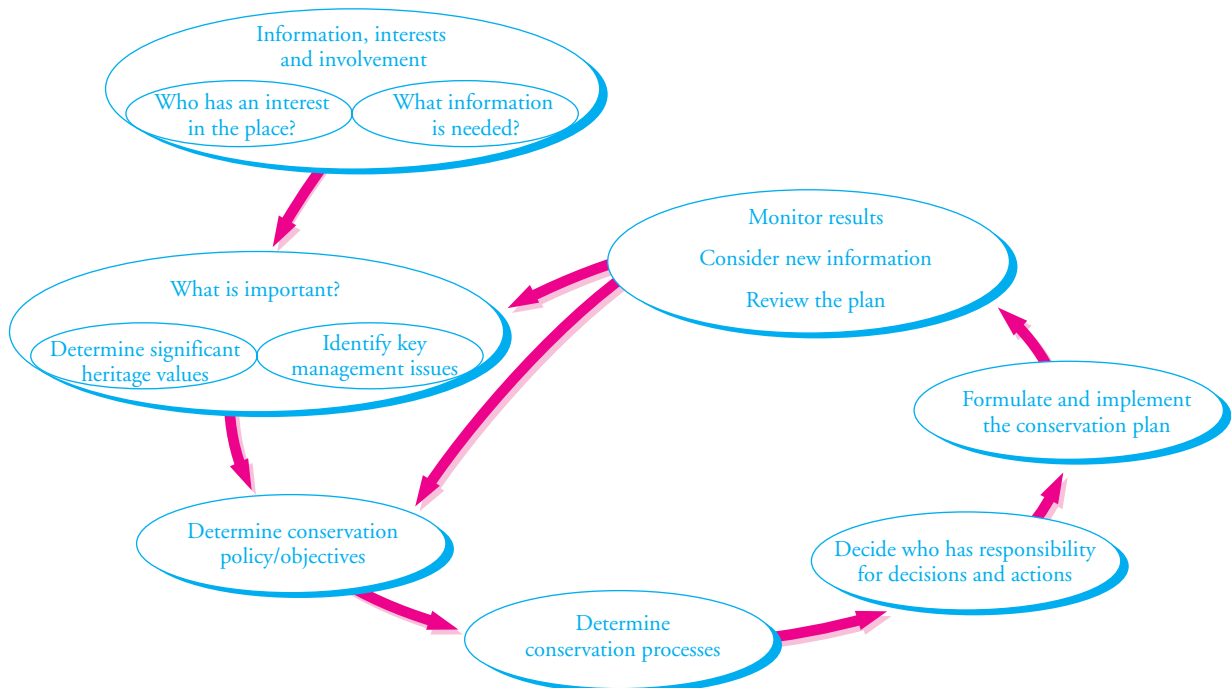 Information, interests
and involvement
Who has an interest
in the place?
What information
is needed?
What is important?
Determine significant
heritage values
Identify key
management issues
Determine conservation
policy/objectives
Determine
conservation processes
Decide who has responsibility
for decisions and actions
Formulate and implement
the conservation plan
Monitor results
Consider new information
Review the plan